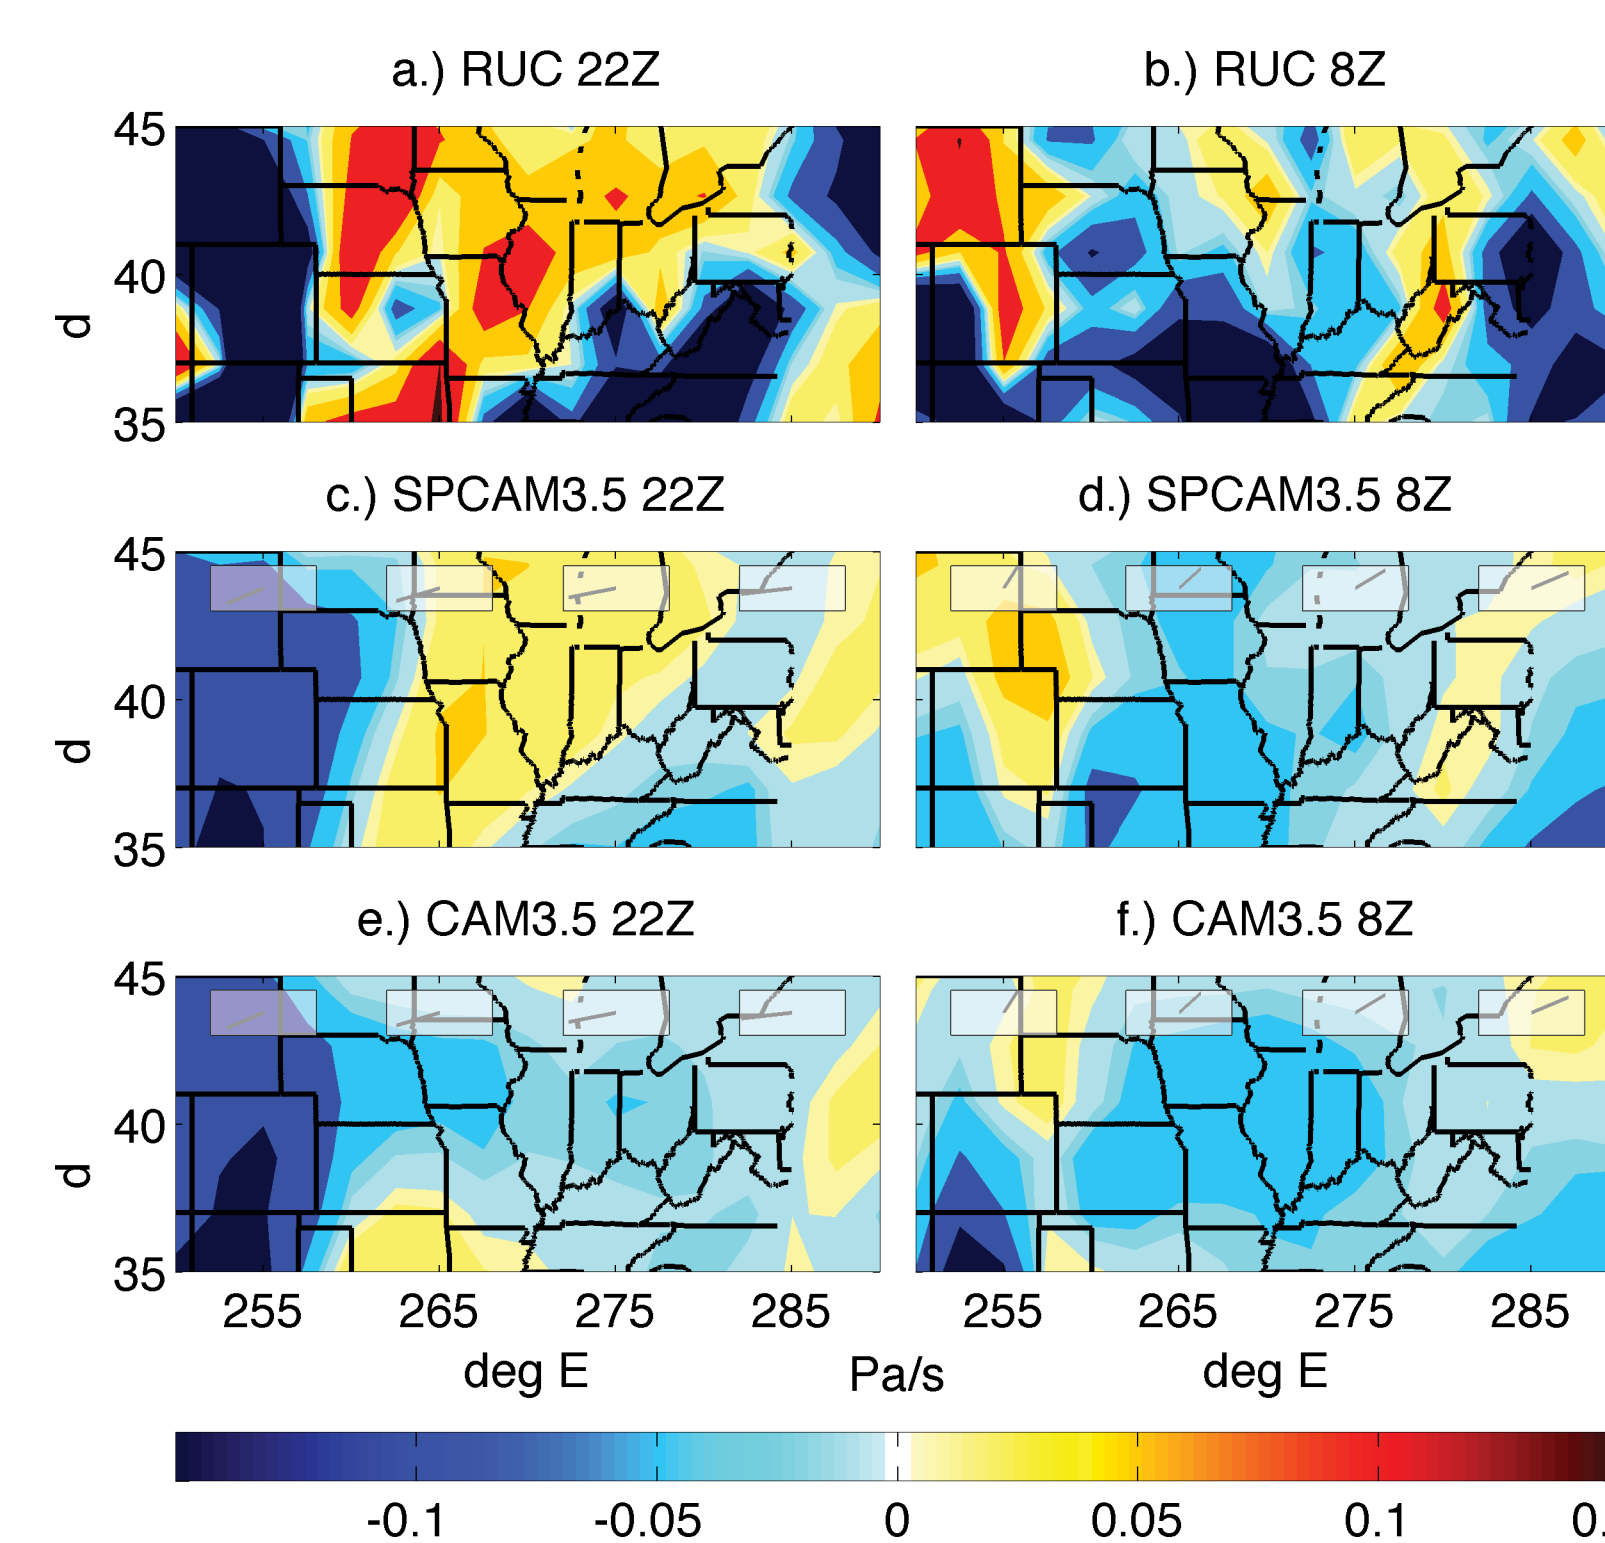 a.) RUC 22Z
b.) RUC 8Z
45
40
35
d
c.) SPCAM3.5 22Z
d.) SPCAM3.5 8Z
45
40
35
d
e.) CAM3.5 22Z
f.) CAM3.5 8Z
45
40
35
d
255 265 275 285 255 265 275 285
deg E Pa/s deg E
-0.1 -0.05 0 0.05 0.1 0.